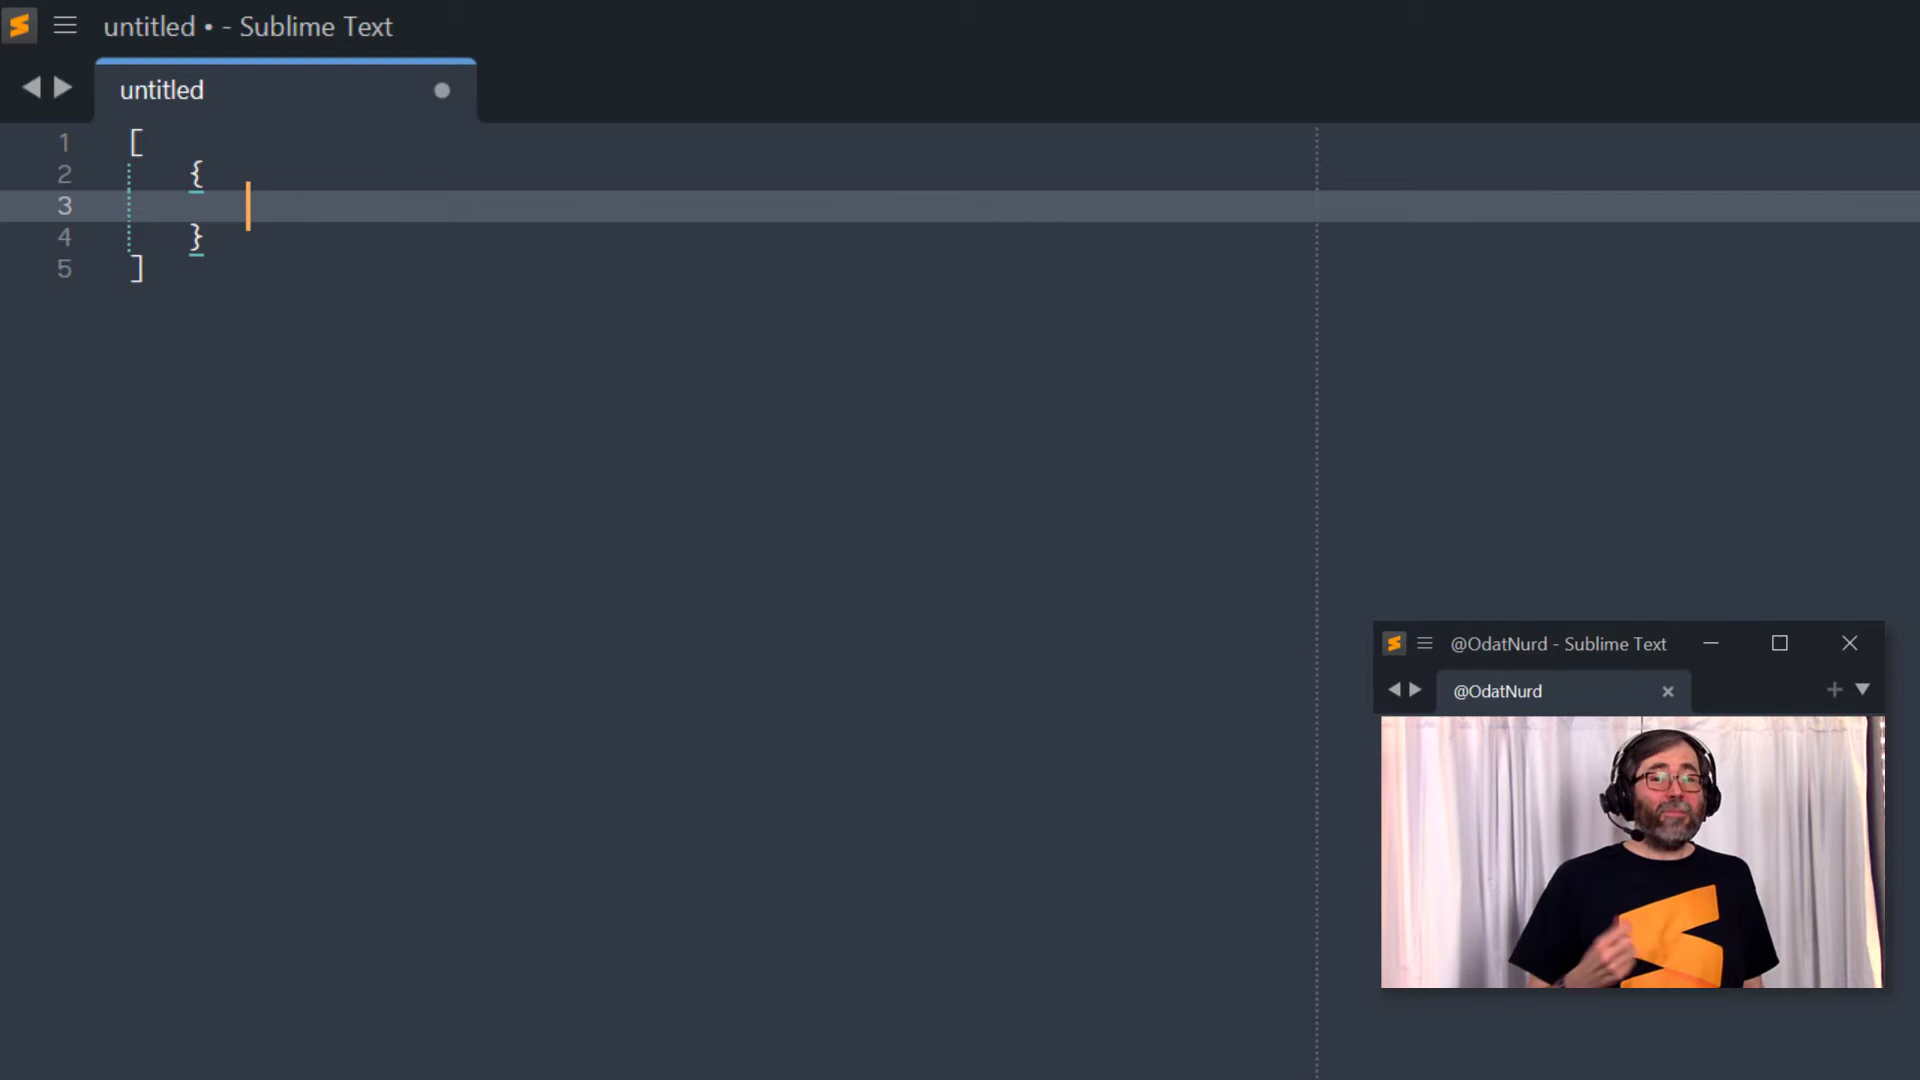 untitled • - Sublime Text
untitled
1 [
2 {
3
4 }
5 ]
@OdatNurd - Sublime Text
@OdatNurd